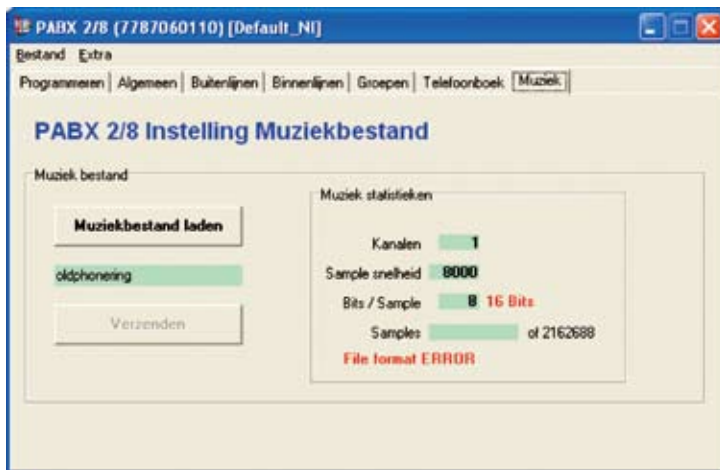 PABX 2/8 (7787060110) [Default_Nl]
Bestand Extra
Programmeren Algemeen Buitenlijnen Binnenlijnen Groepen Telefoonboek Muziek
PABX 2/8 Instelling Muziekbestand
Muziek bestand
Muziekbestand laden
oldphonering
Verzenden
Muziek statistieken
Kanalen 1
Sample snelheid 8000
Bits / Sample 8 16 Bits
Samples of 2162688
File format ERROR